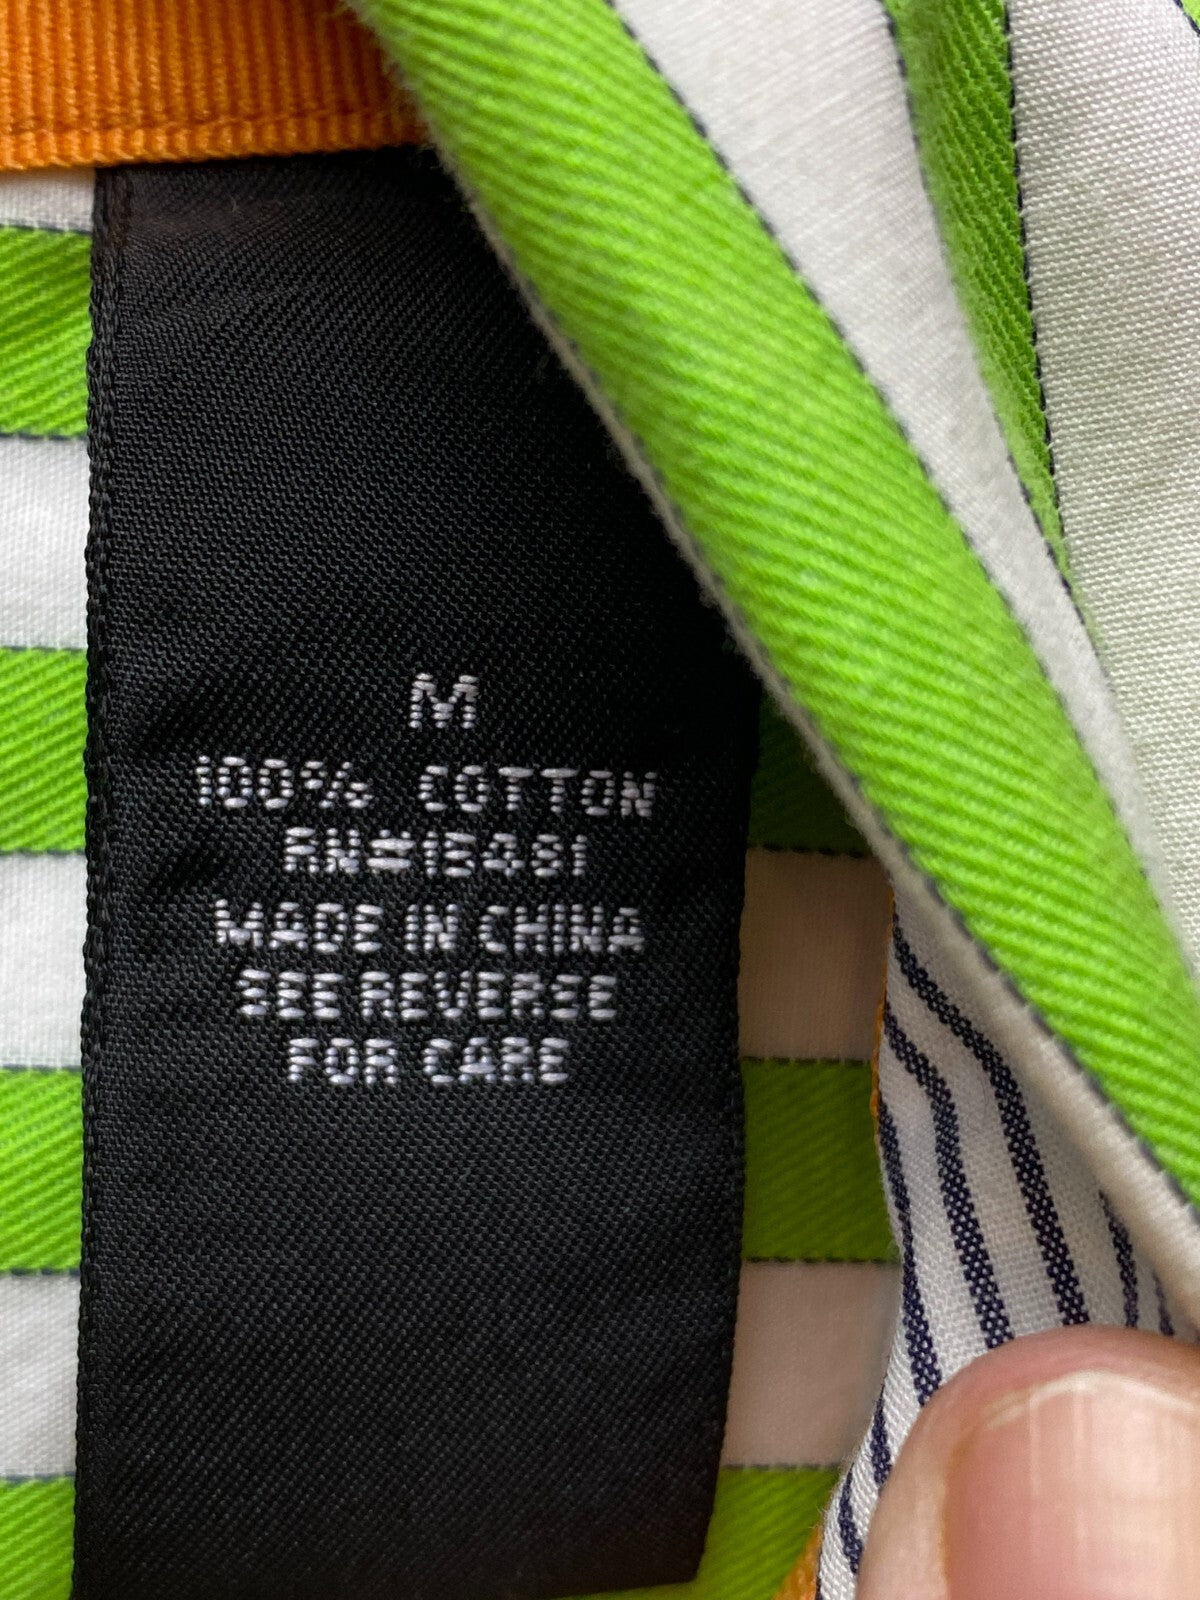 M
100% COTTON
RN#15481
MADE IN CHINA
SEE REVERSE
FOR CARE